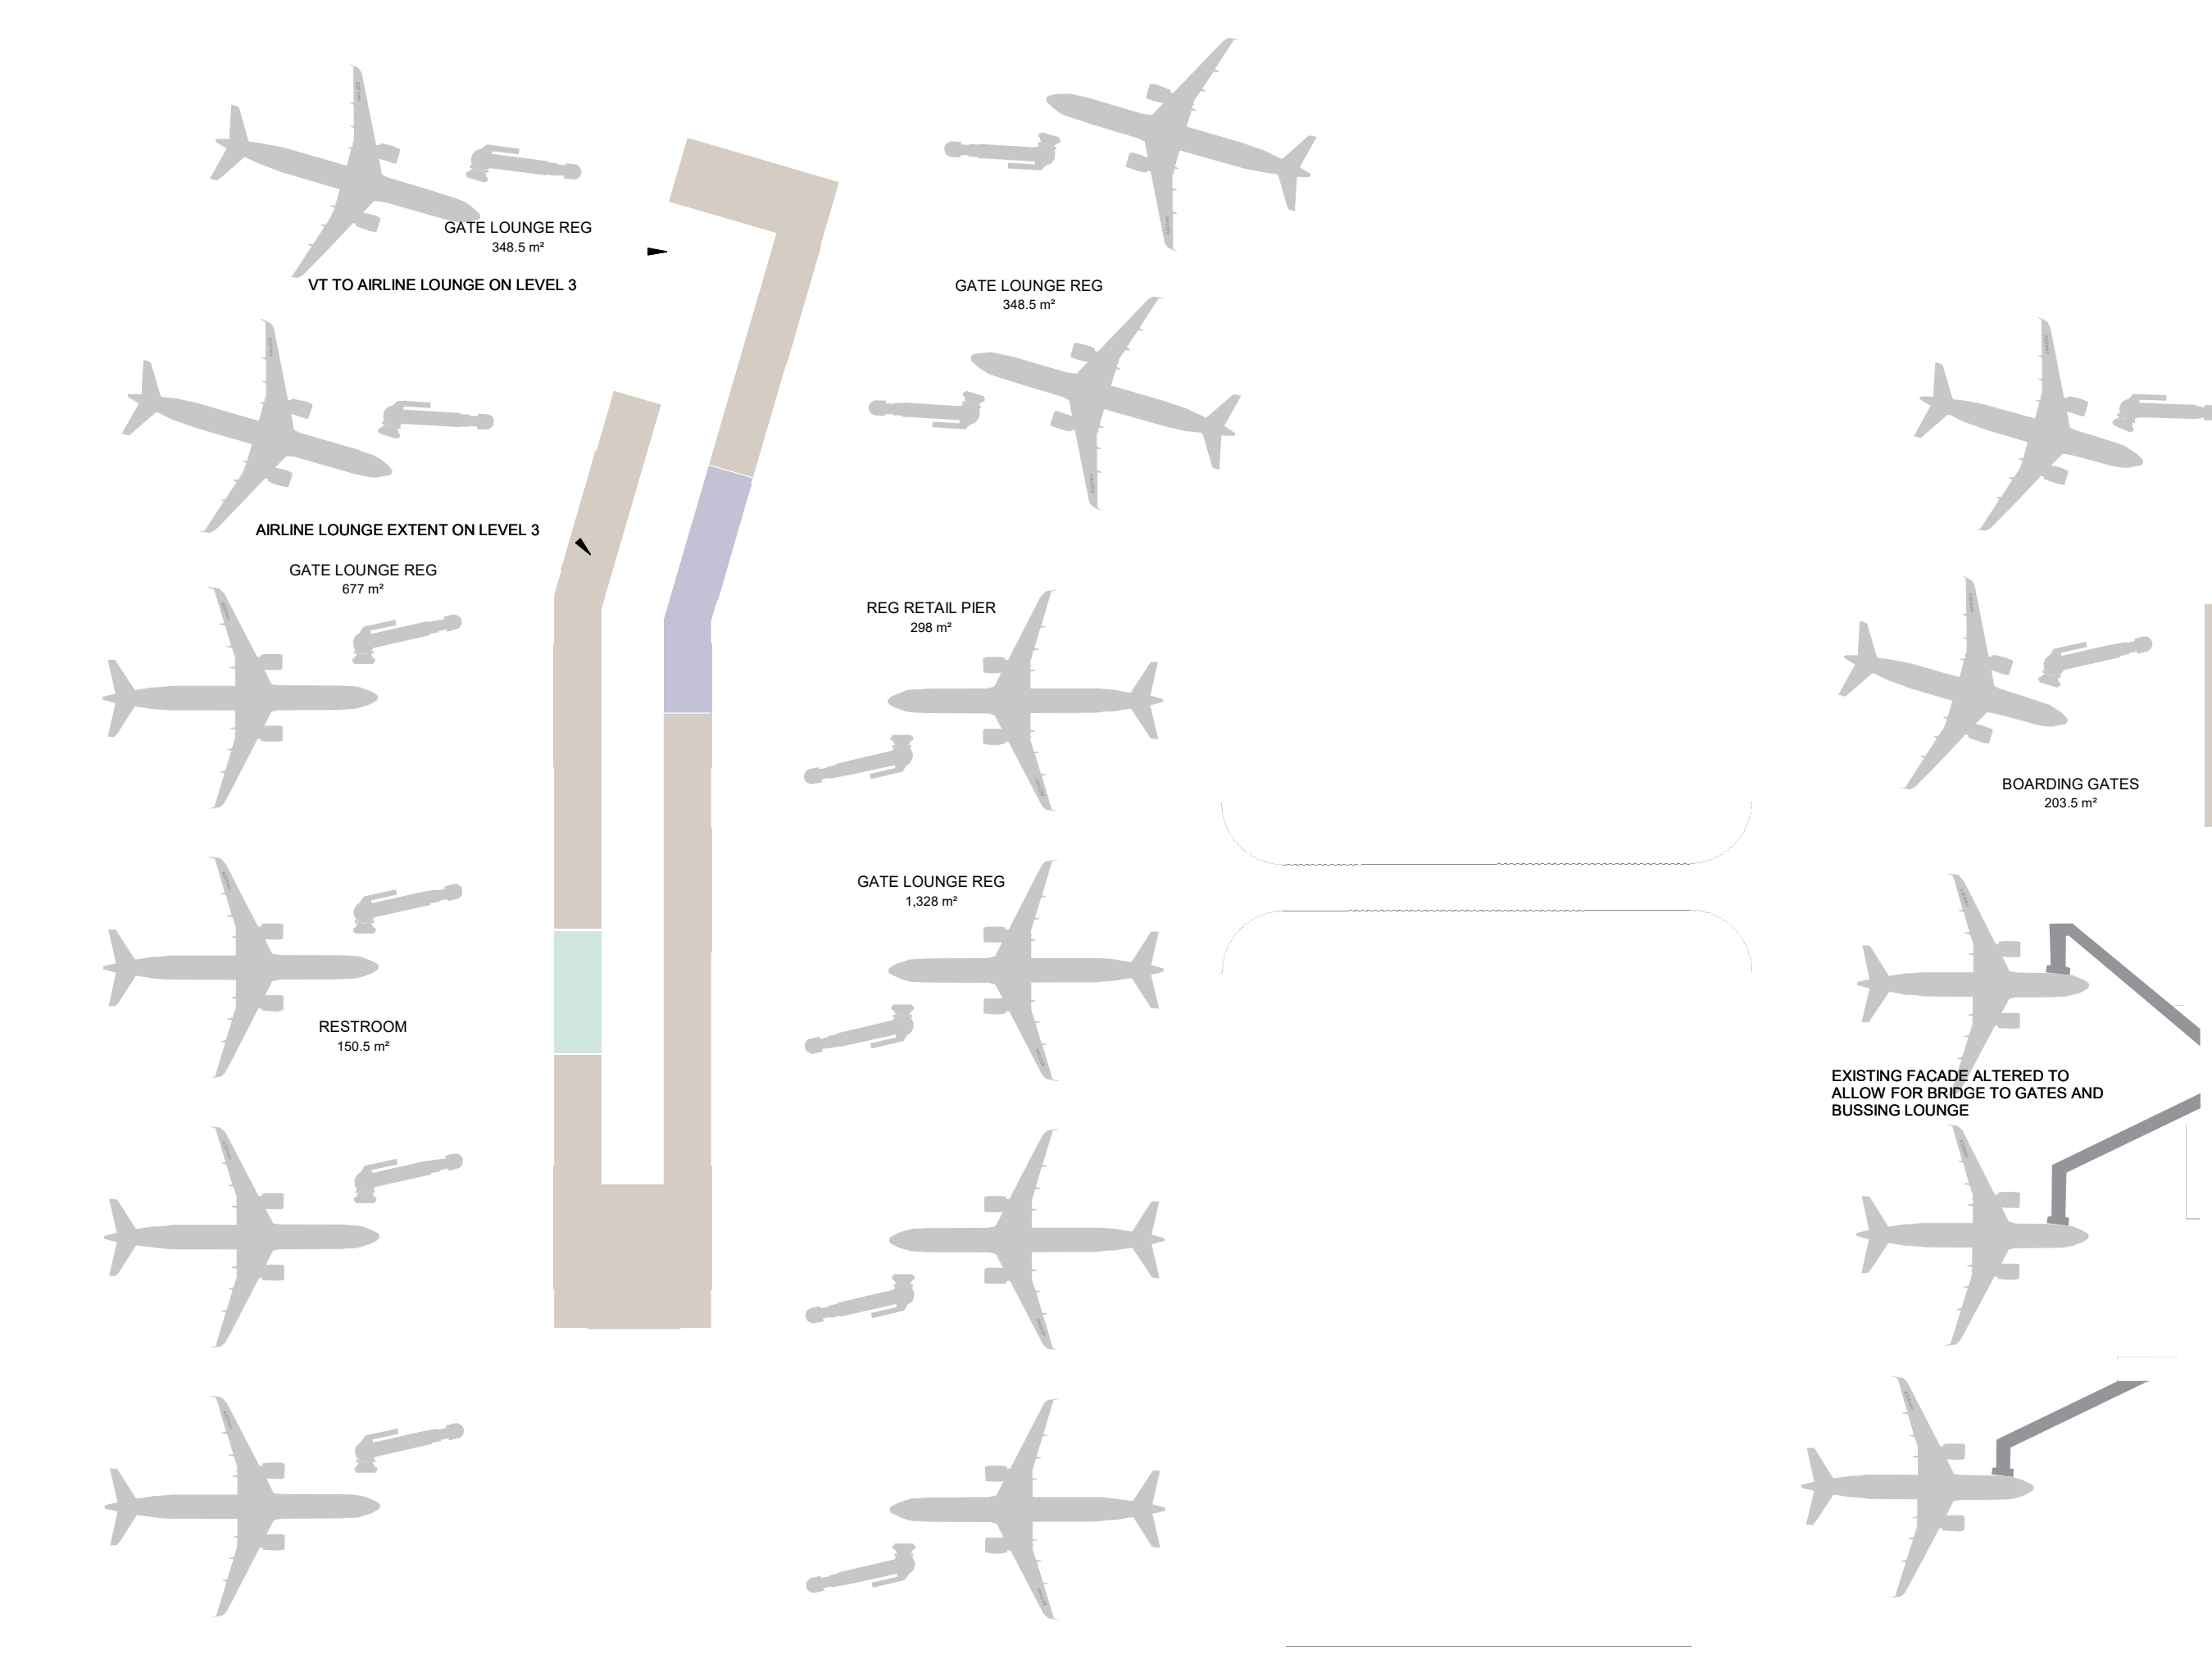 GATE LOUNGE REG
348.5 m²
VT TO AIRLINE LOUNGE ON LEVEL 3
GATE LOUNGE REG
348.5 m²
AIRLINE LOUNGE EXTENT ON LEVEL 3
GATE LOUNGE REG
677 m²
REG RETAIL PIER
298 m²
BOARDING GATES
203.5 m²
GATE LOUNGE REG
1,328 m²
RESTROOM
150.5 m²
EXISTING FACADE ALTERED TO
ALLOW FOR BRIDGE TO GATES AND
BUSSING LOUNGE